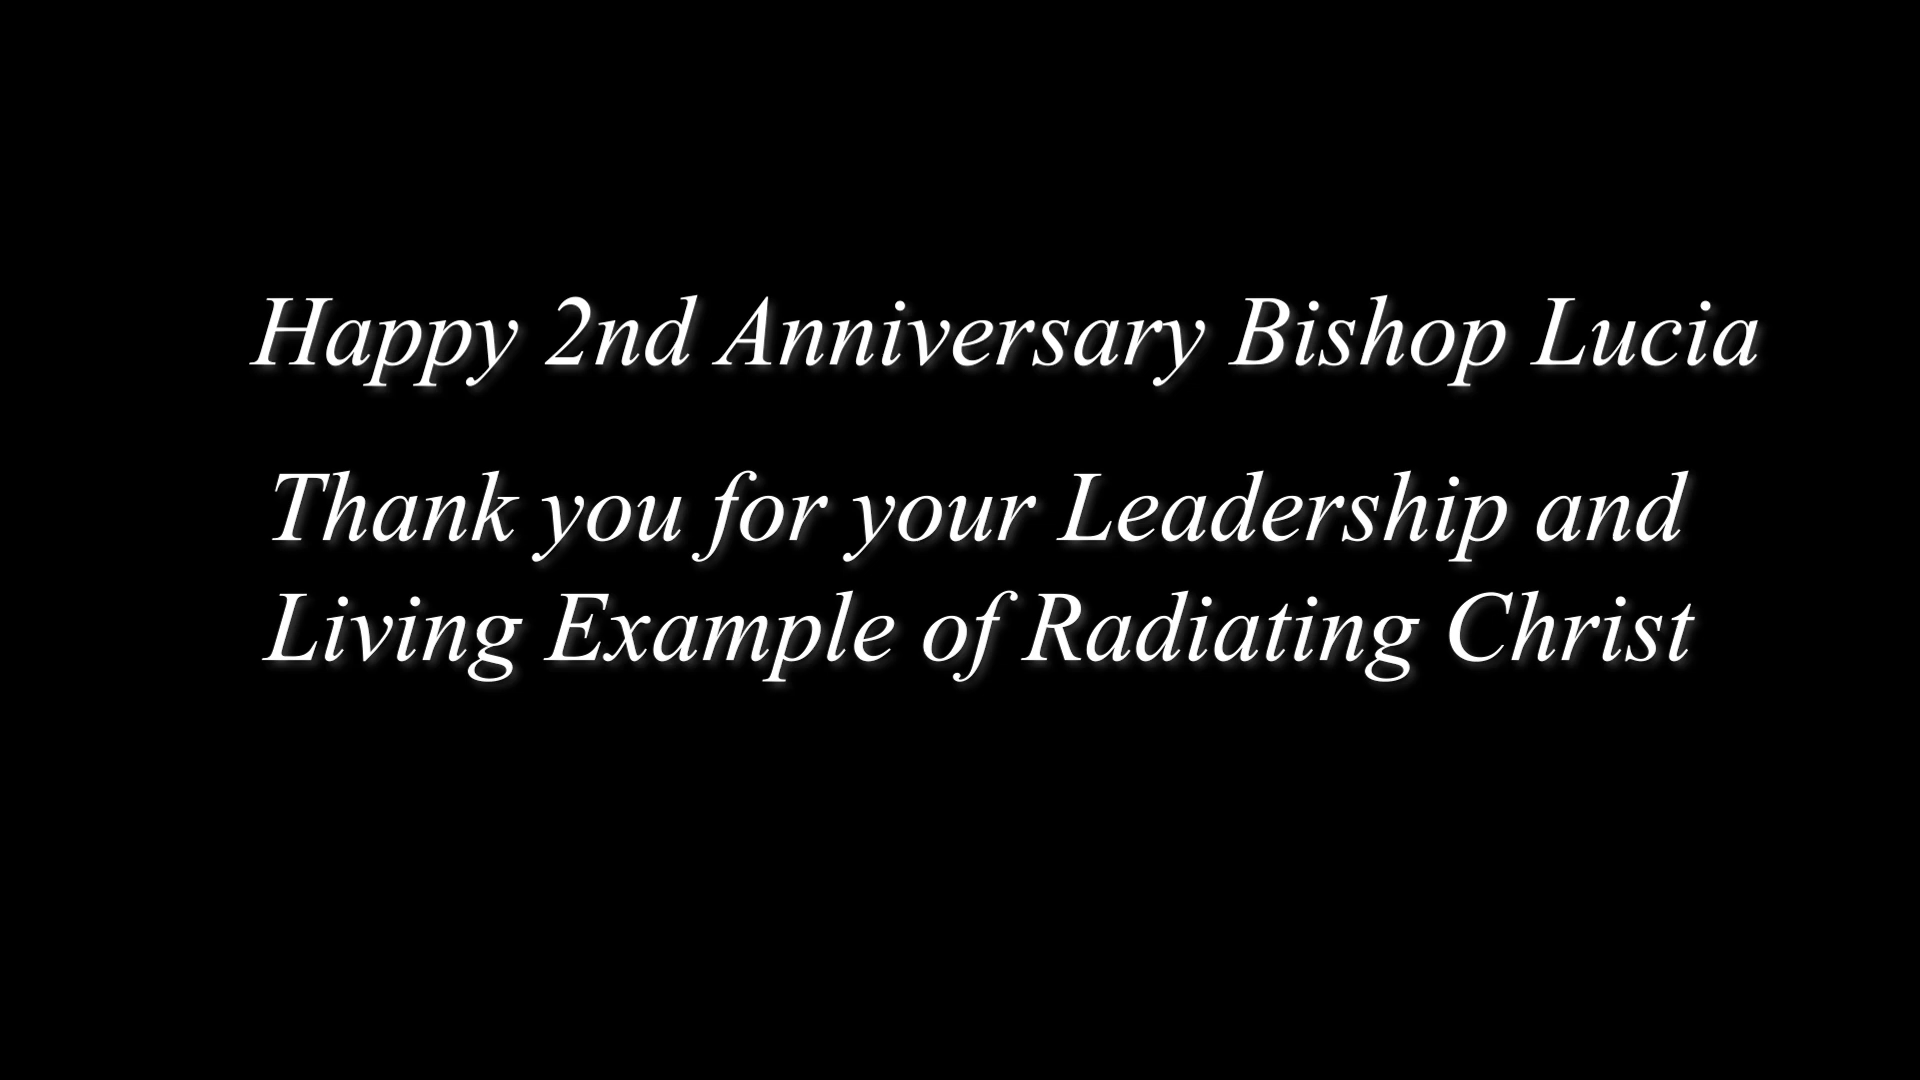 Happy 2nd Anniversary Bishop Lucia
Thank you for your Leadership and
Living Example of Radiating Christ